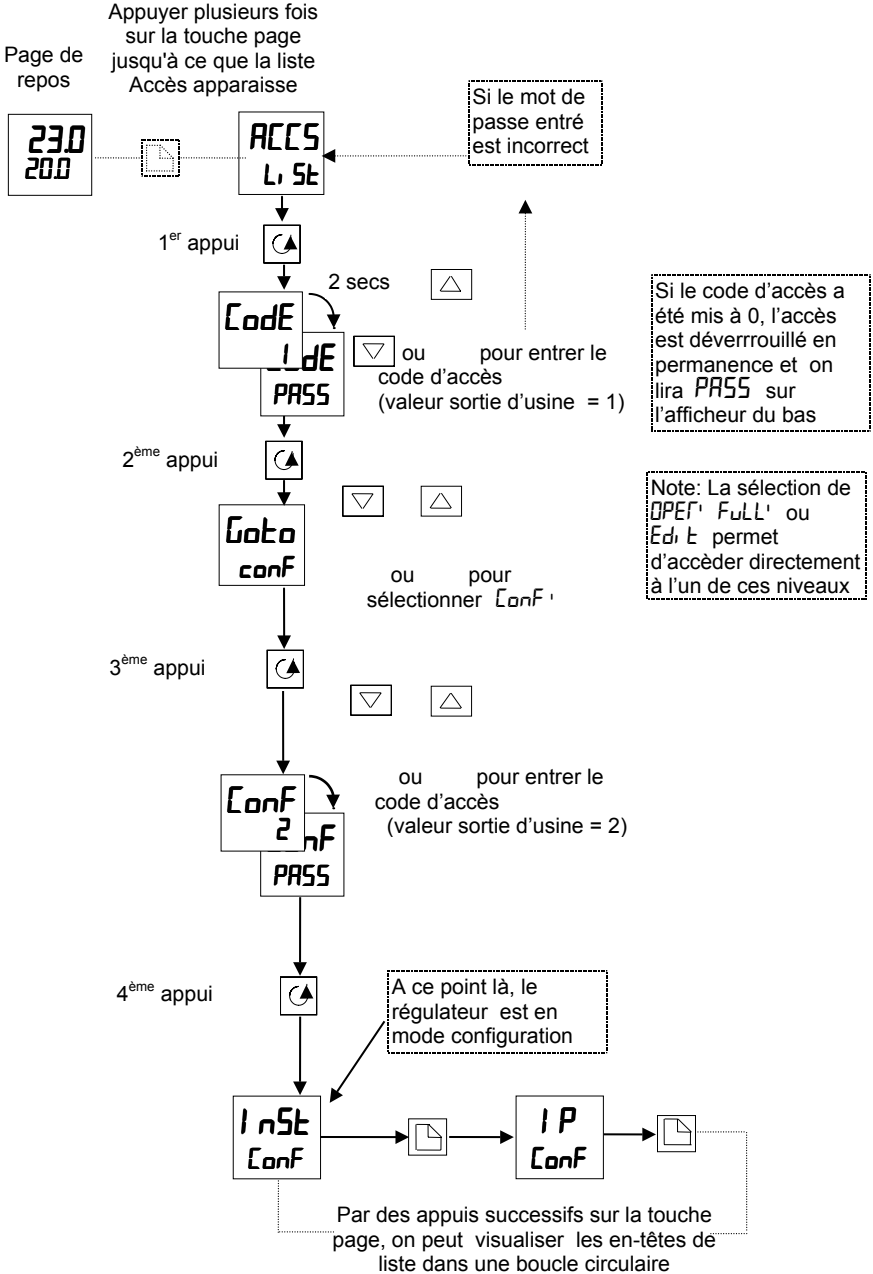 Appuyer plusieurs fois
sur la touche page
jusqu'à ce que la liste
Accès apparaisse
Page de
repos
23.0
20.0
ACCS
Li St
Si le mot de
passe entré
est incorrect
1er appui
2 secs
CodE
1
dE
PASS
ou pour entrer le
code d'accès
(valeur sortie d'usine = 1)
Si le code d'accès a
été mis à 0, l'accès
est déverrrouillé en
permanence et on
lira PASS sur
l'afficheur du bas
2ème appui
Goto
conF
ou pour
sélectionner ConF
Note: La sélection de
OPEr FuLL ou
Edi t permet
d'accèder directement
à l'un de ces niveaux
3ème appui
ConF
2
nF
PASS
ou pour entrer le
code d'accès
(valeur sortie d'usine = 2)
4ème appui
A ce point là, le
régulateur est en
mode configuration
I nSt
ConF
I P
ConF
Par des appuis successifs sur la touche
page, on peut visualiser les en-têtes de
liste dans une boucle circulaire